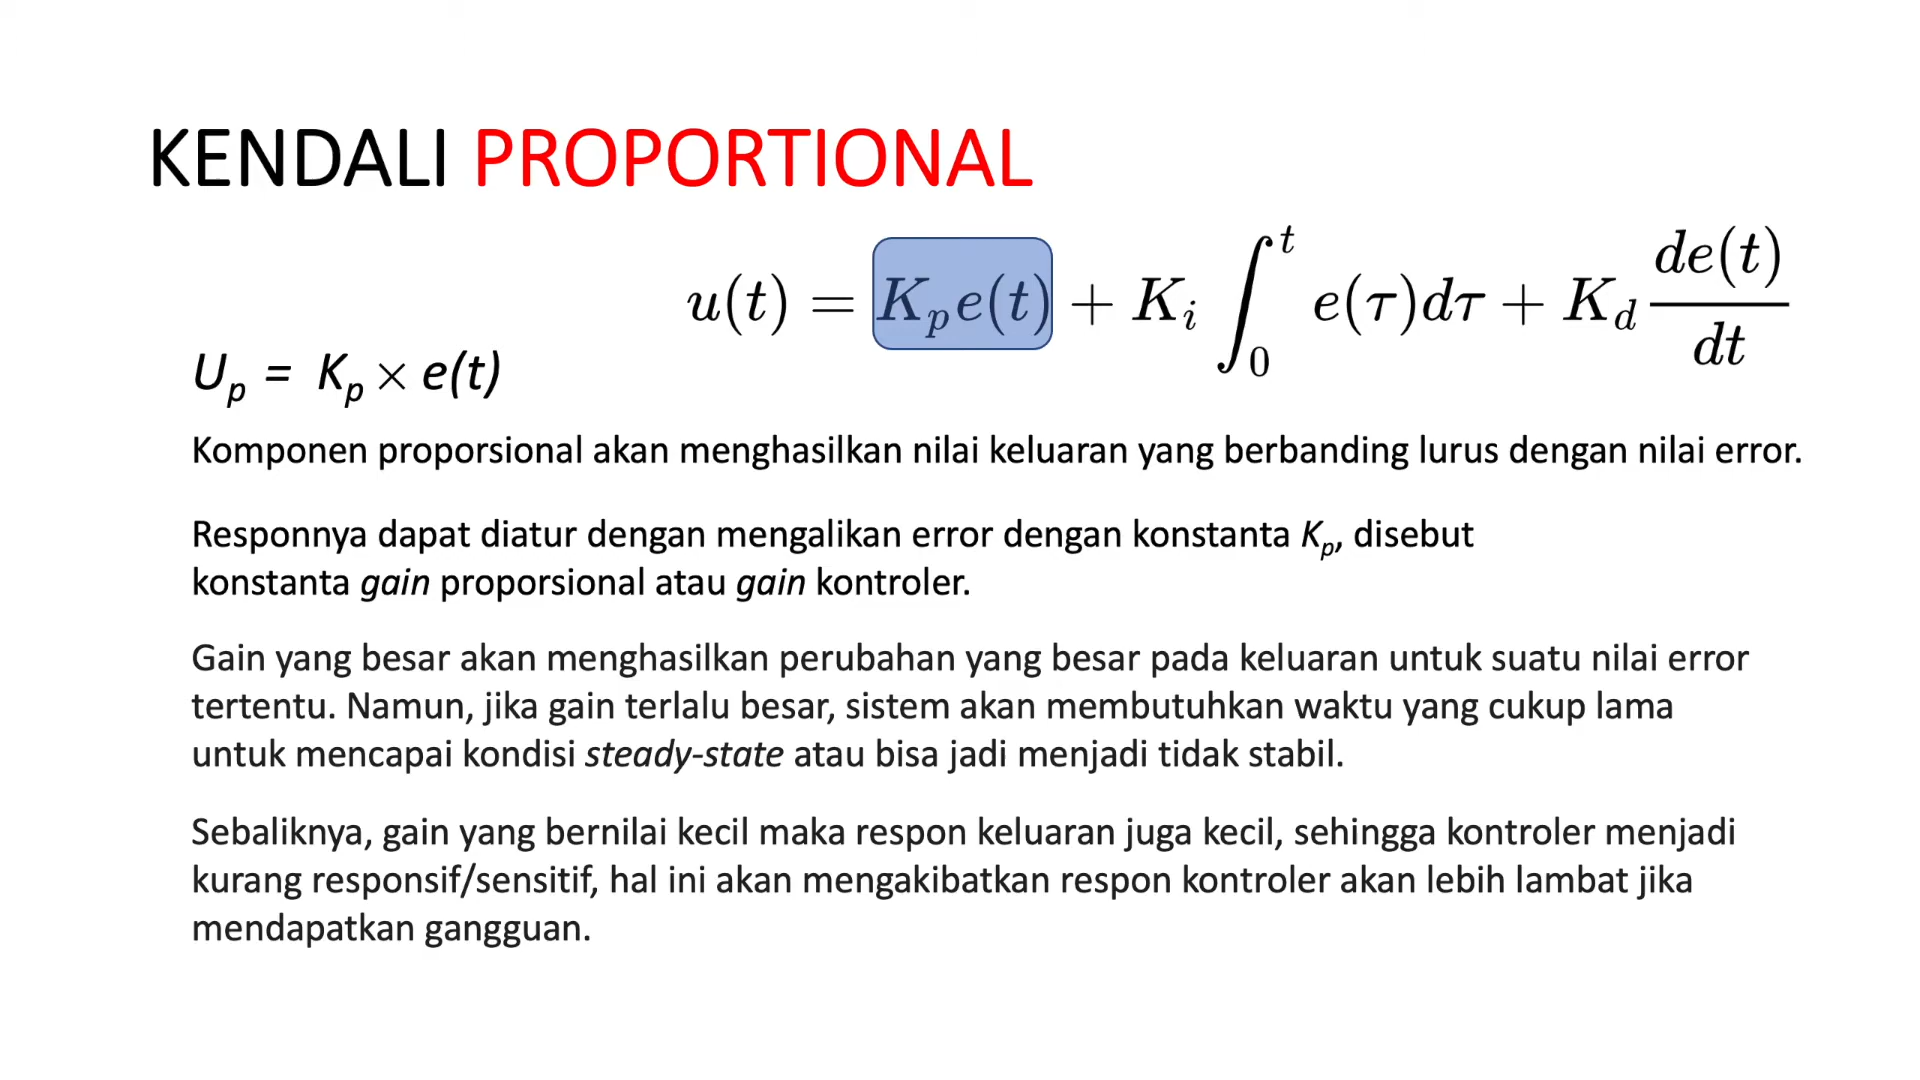 KENDALI PROPORTIONAL
u(t) = K_p e(t) + K_i ∫_0^t e(τ)dτ + K_d de(t)/dt
U_p = K_p × e(t)
Komponen proporsional akan menghasilkan nilai keluaran yang berbanding lurus dengan nilai error.
Responnya dapat diatur dengan mengalikan error dengan konstanta K_p, disebut
konstanta gain proporsional atau gain kontroler.
Gain yang besar akan menghasilkan perubahan yang besar pada keluaran untuk suatu nilai error
tertentu. Namun, jika gain terlalu besar, sistem akan membutuhkan waktu yang cukup lama
untuk mencapai kondisi steady-state atau bisa jadi menjadi tidak stabil.
Sebaliknya, gain yang bernilai kecil maka respon keluaran juga kecil, sehingga kontroler menjadi
kurang responsif/sensitif, hal ini akan mengakibatkan respon kontroler akan lebih lambat jika
mendapatkan gangguan.